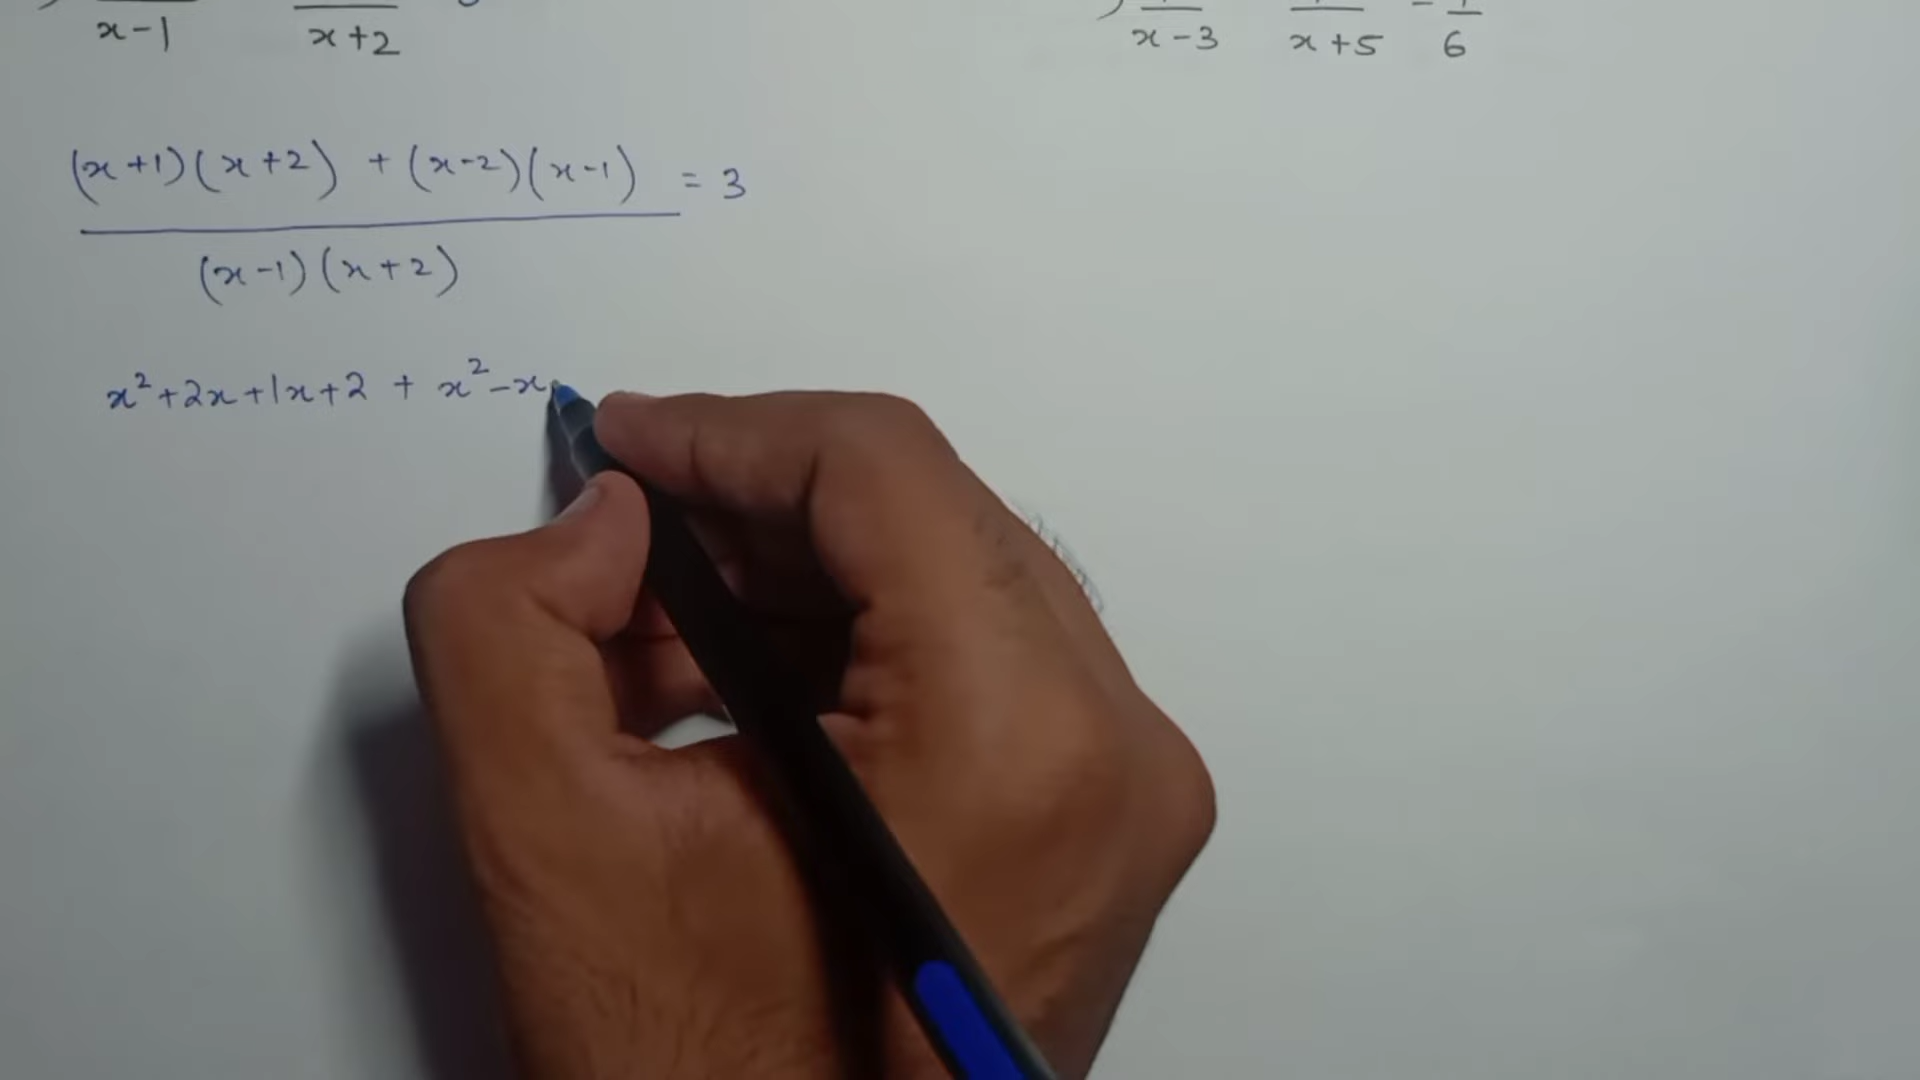 x-1 x+2
x-3 x+5 6
(x+1)(x+2) + (x-2)(x-1) = 3
(x-1)(x+2)
x²+2x+1x+2 + x²-x